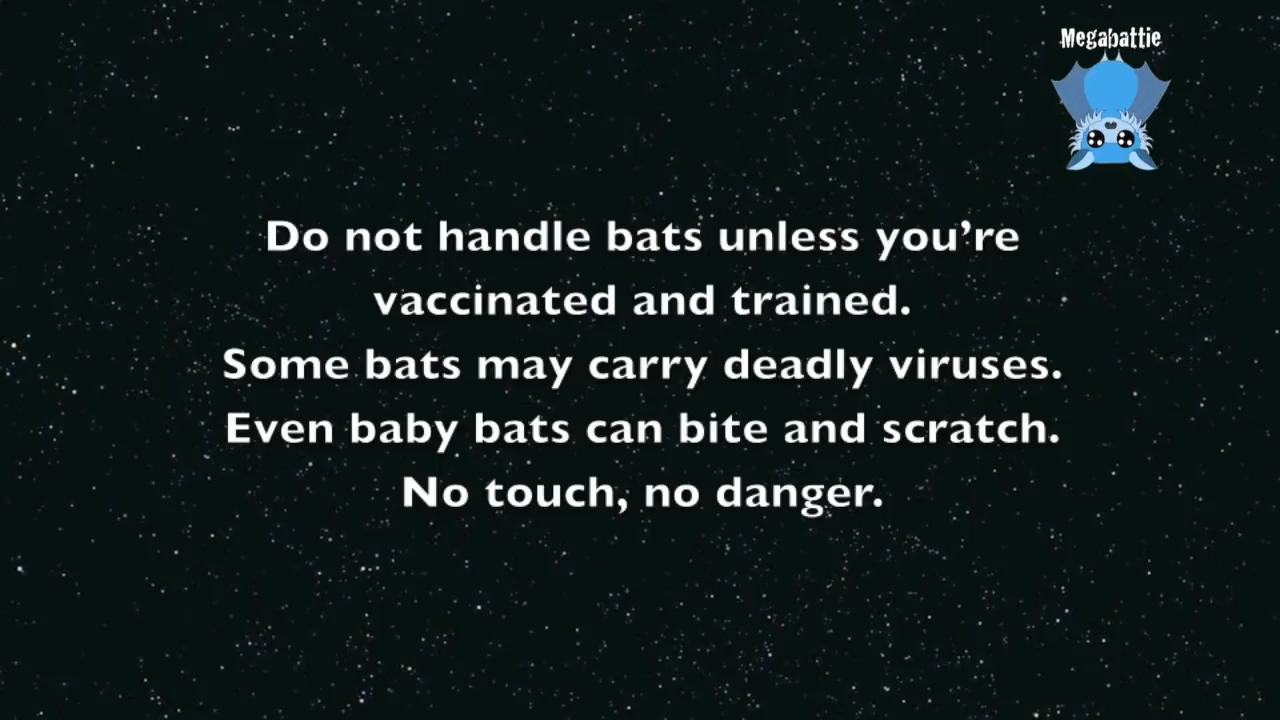 Megabattie
Do not handle bats unless you’re
vaccinated and trained.
Some bats may carry deadly viruses.
Even baby bats can bite and scratch.
No touch, no danger.